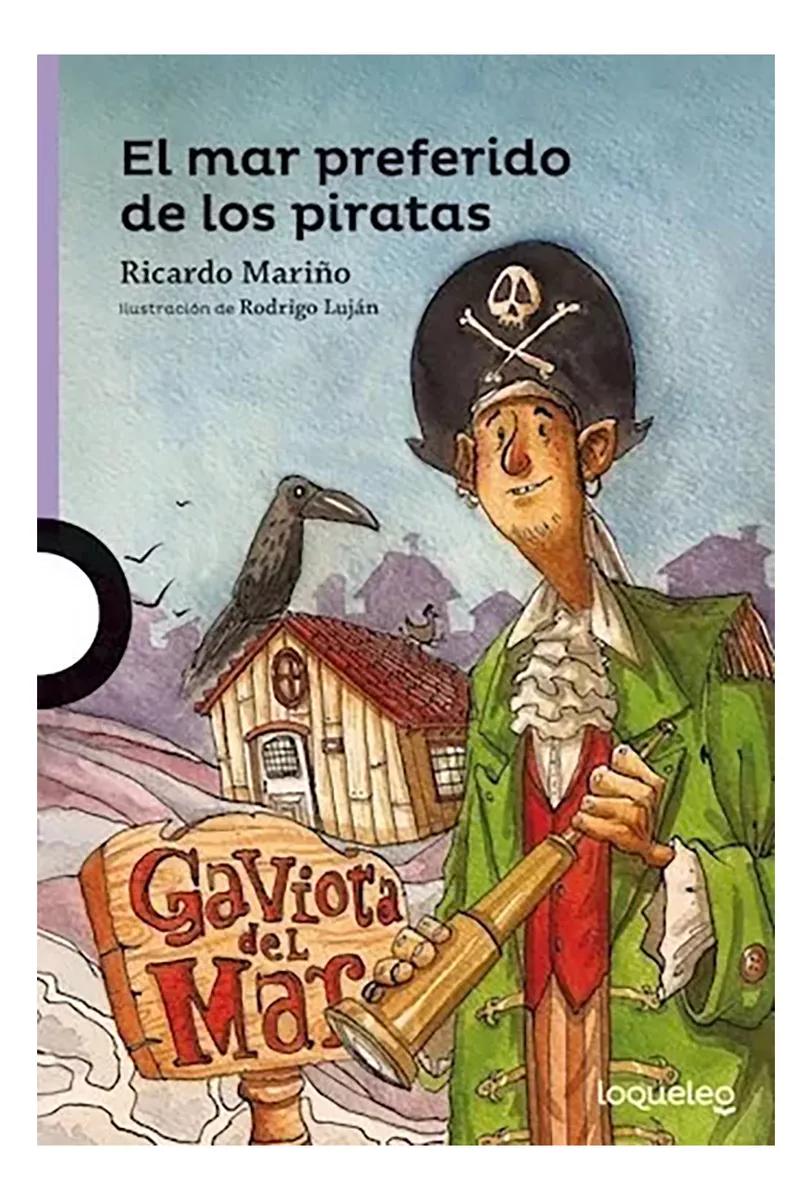 El mar preferido
de los piratas
Ricardo Mariño
Ilustración de Rodrigo Luján
Gaviota
del
Mar
loqueleo